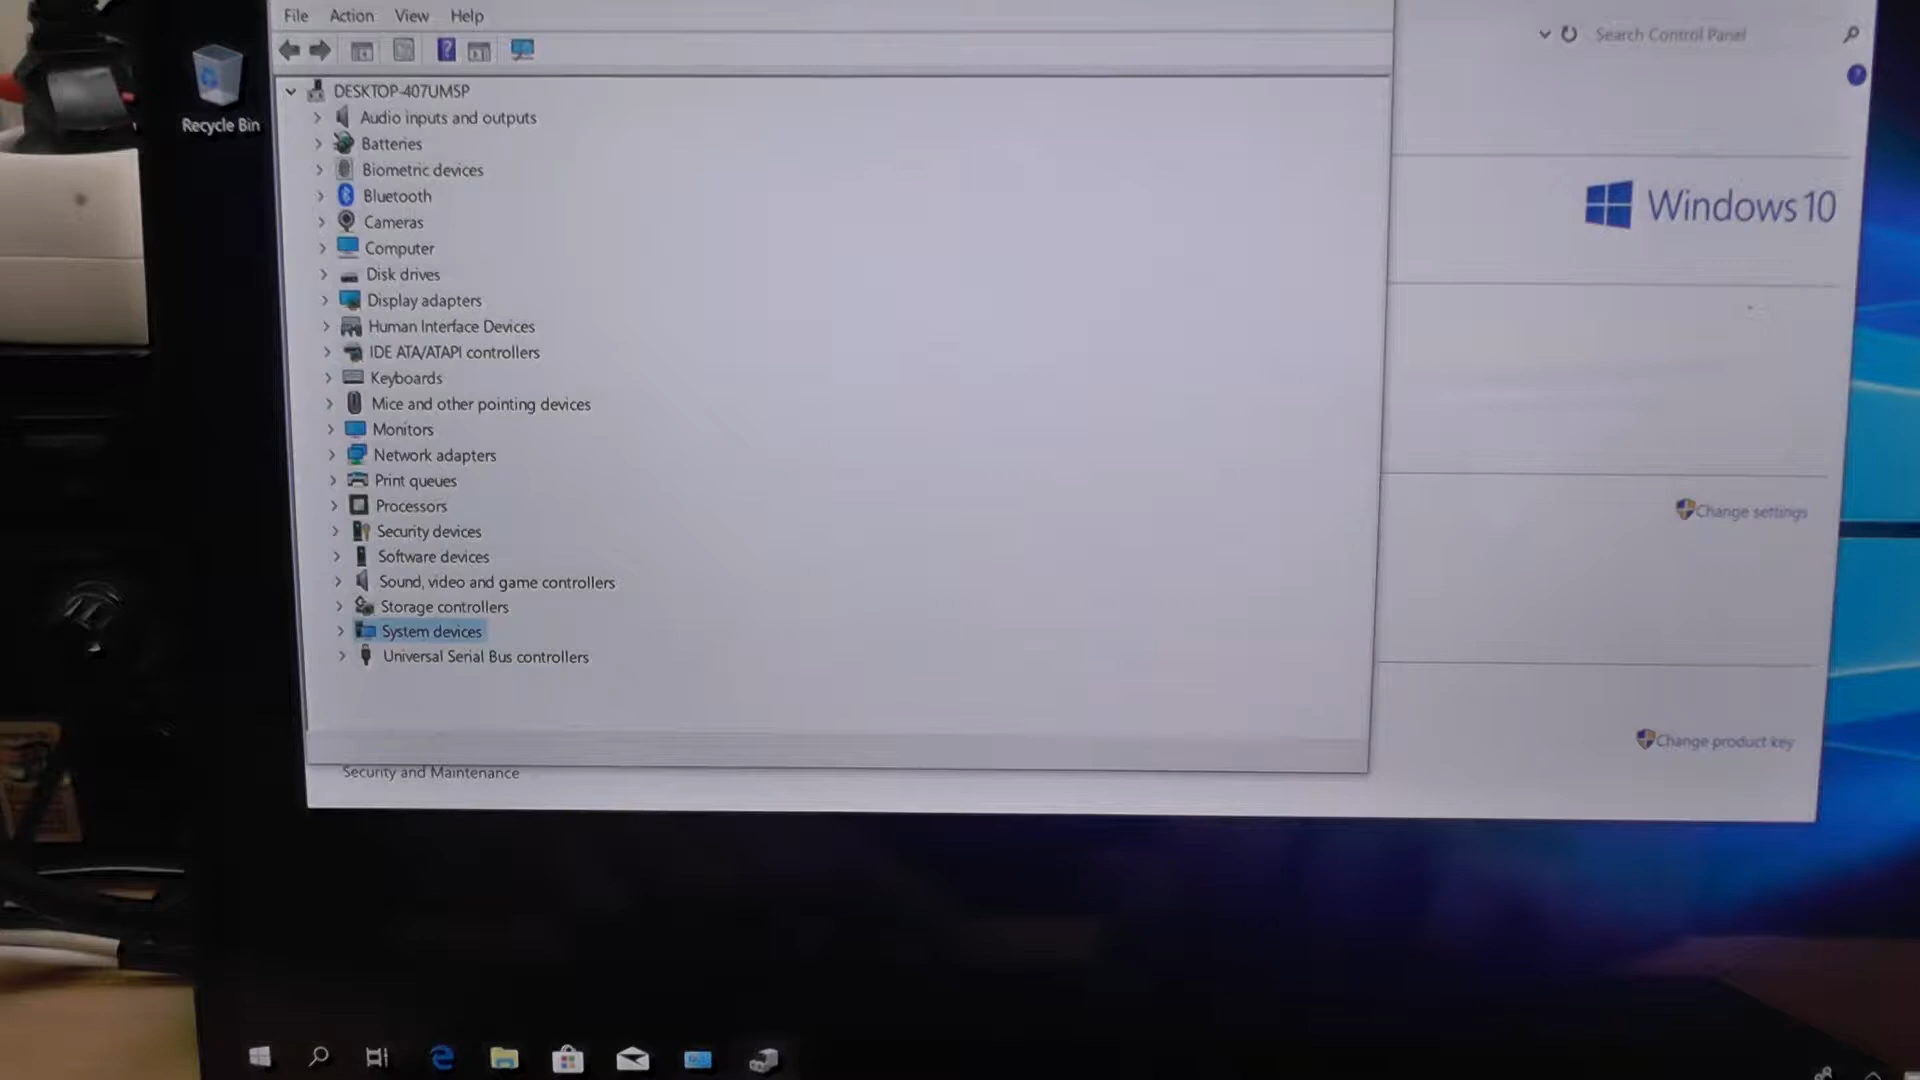 File Action View Help
Search Control Panel
Recycle Bin
DESKTOP-407UMSP
Audio inputs and outputs
Batteries
Biometric devices
Bluetooth
Cameras
Computer
Disk drives
Display adapters
Human Interface Devices
IDE ATA/ATAPI controllers
Keyboards
Mice and other pointing devices
Monitors
Network adapters
Print queues
Processors
Security devices
Software devices
Sound, video and game controllers
Storage controllers
System devices
Universal Serial Bus controllers
Windows 10
Change settings
Change product key
Security and Maintenance